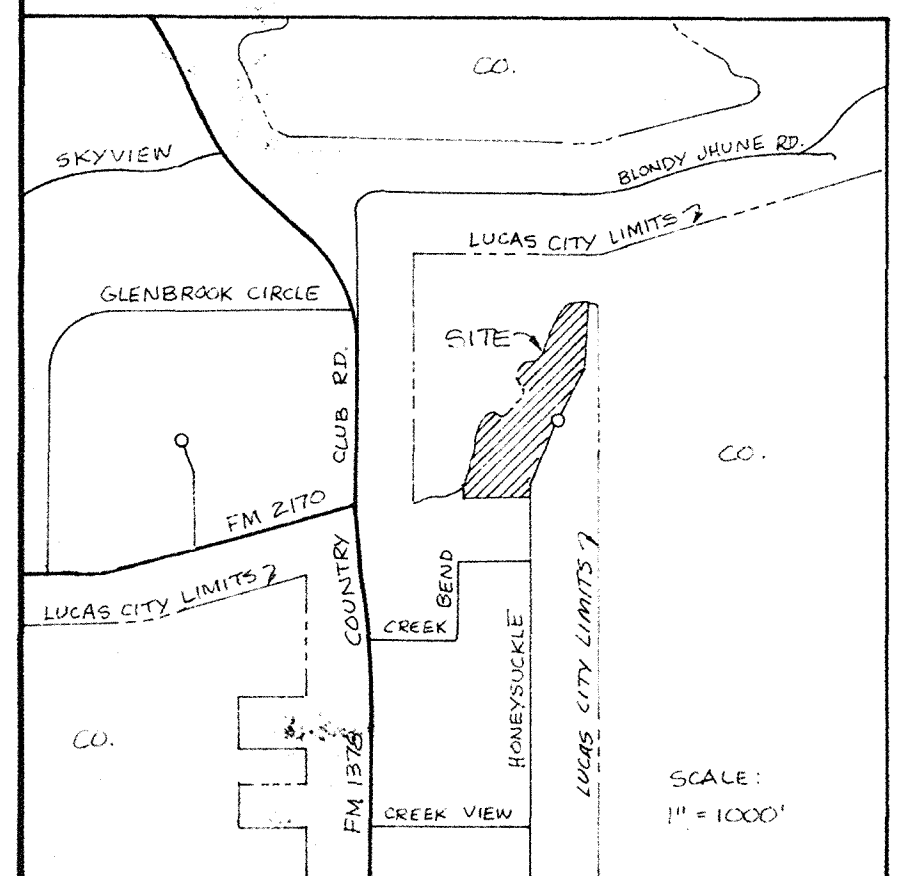 CO.
SKYVIEW
BLONDY JHUNE RD.
LUCAS CITY LIMITS
GLENBROOK CIRCLE
SITE
CLUB RD.
CO.
FM 2170
LUCAS CITY LIMITS
COUNTRY
BEND
CREEK
HONEYSUCKLE
LUCAS CITY LIMITS
CO.
FM 1378
SCALE:
1" = 1000'
CREEK VIEW